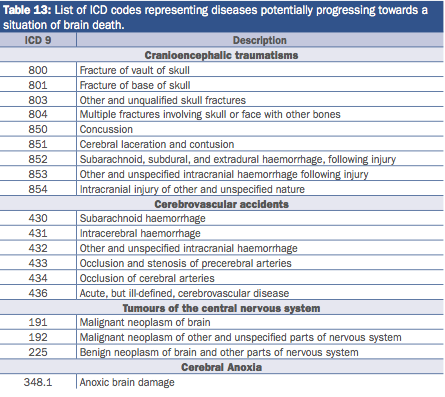 Table 13: List of ICD codes representing diseases potentially progressing towards a
situation of brain death.
ICD 9 Description
Cranioencephalic traumatisms
800 Fracture of vault of skull
801 Fracture of base of skull
803 Other and unqualified skull fractures
804 Multiple fractures involving skull or face with other bones
850 Concussion
851 Cerebral laceration and contusion
852 Subarachnoid, subdural, and extradural haemorrhage, following injury
853 Other and unspecified intracranial haemorrhage following injury
854 Intracranial injury of other and unspecified nature
Cerebrovascular accidents
430 Subarachnoid haemorrhage
431 Intracerebral haemorrhage
432 Other and unspecified intracranial haemorrhage
433 Occlusion and stenosis of precerebral arteries
434 Occlusion of cerebral arteries
436 Acute, but ill-defined, cerebrovascular disease
Tumours of the central nervous system
191 Malignant neoplasm of brain
192 Malignant neoplasm of other and unspecified parts of nervous system
225 Benign neoplasm of brain and other parts of nervous system
Cerebral Anoxia
348.1 Anoxic brain damage